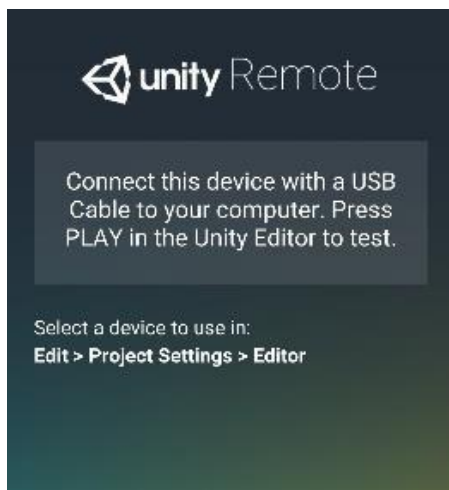 unity Remote
Connect this device with a USB
Cable to your computer. Press
PLAY in the Unity Editor to test.
Select a device to use in:
Edit > Project Settings > Editor